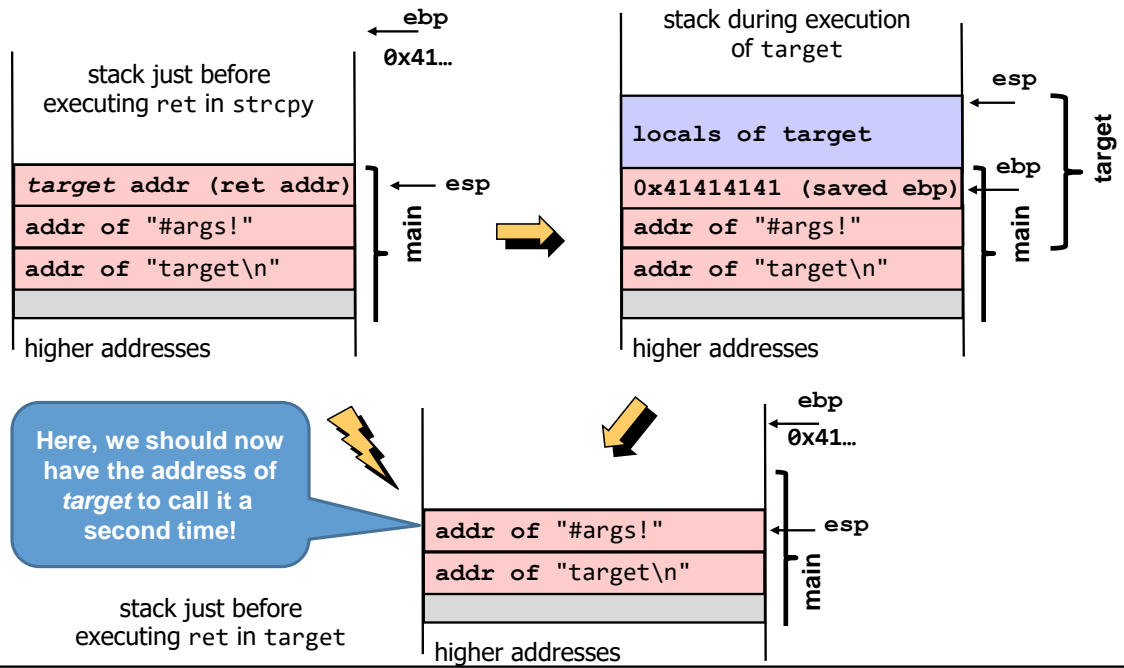 ebp
0x41…
stack just before
executing ret in strcpy
target addr (ret addr)
esp
addr of "#args!"
addr of "target\n"
main
higher addresses
stack during execution
of target
esp
locals of target
ebp
0x41414141 (saved ebp)
addr of "#args!"
addr of "target\n"
main
target
higher addresses
Here, we should now
have the address of
target to call it a
second time!
ebp
0x41…
addr of "#args!"
esp
addr of "target\n"
main
stack just before
executing ret in target
higher addresses